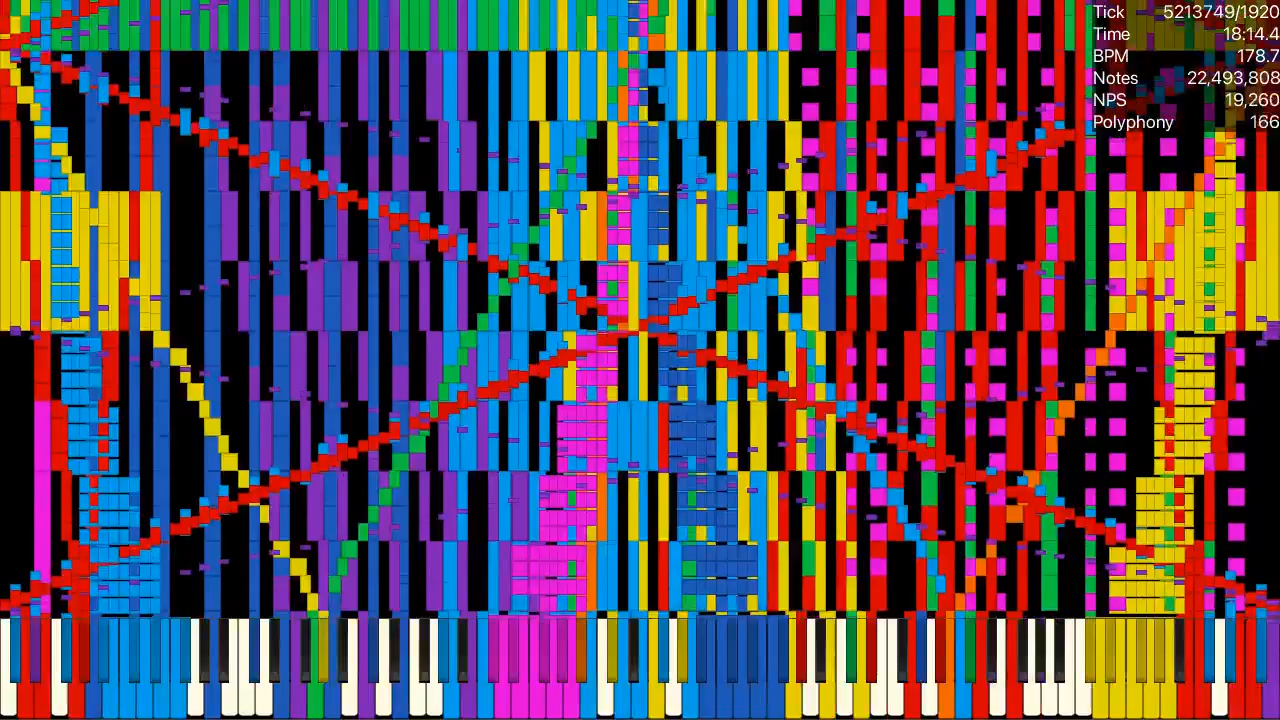 Tick 5213749/1920
Time 18:14.4
BPM 178.7
Notes 22,493,808
NPS 19,260
Polyphony 166